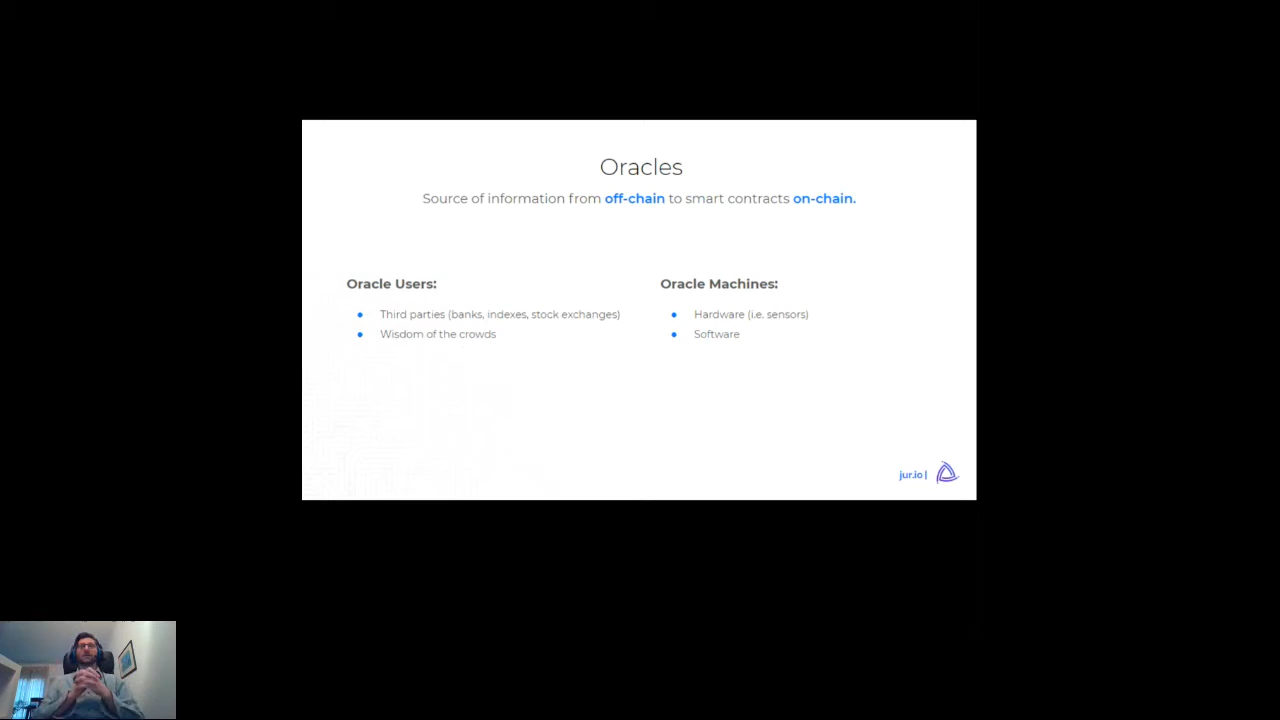 Oracles
Source of information from off-chain to smart contracts on-chain.
Oracle Users:
● Third parties (banks, indexes, stock exchanges)
● Wisdom of the crowds
Oracle Machines:
● Hardware (i.e. sensors)
● Software
jur.io |